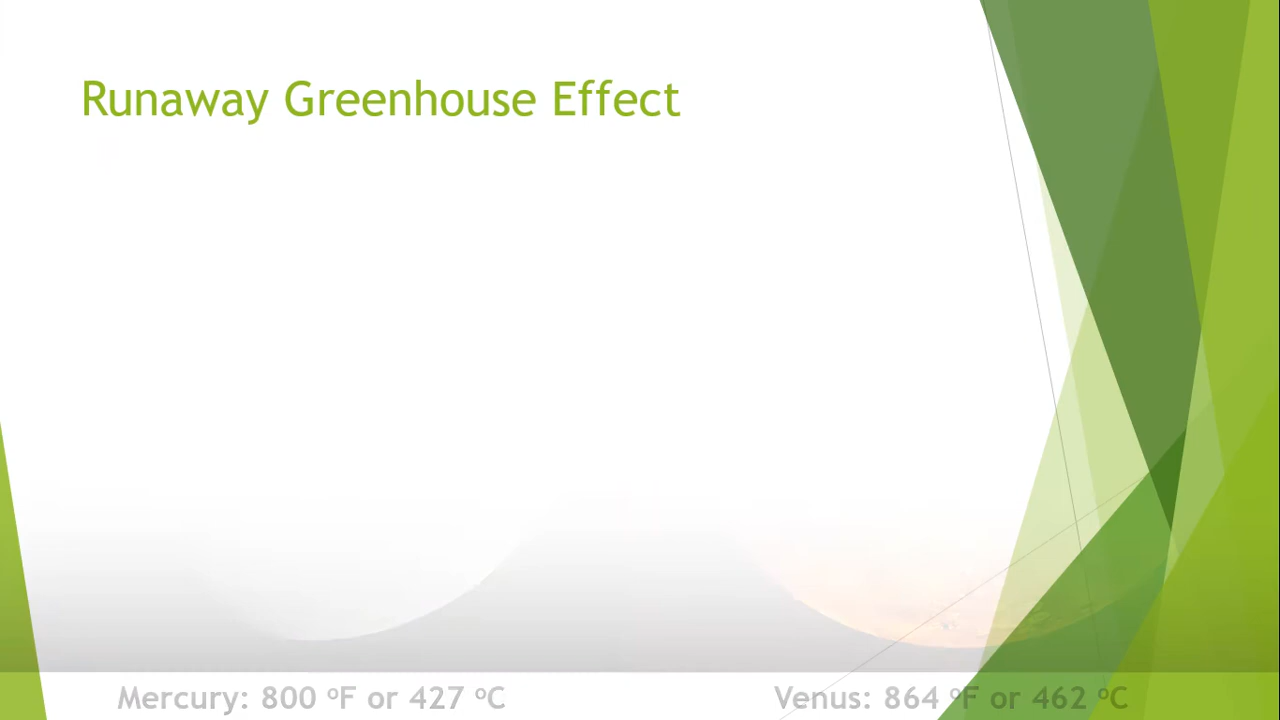 Runaway Greenhouse Effect
Mercury: 800 ºF or 427 ºC
Venus: 864 ºF or 462 ºC